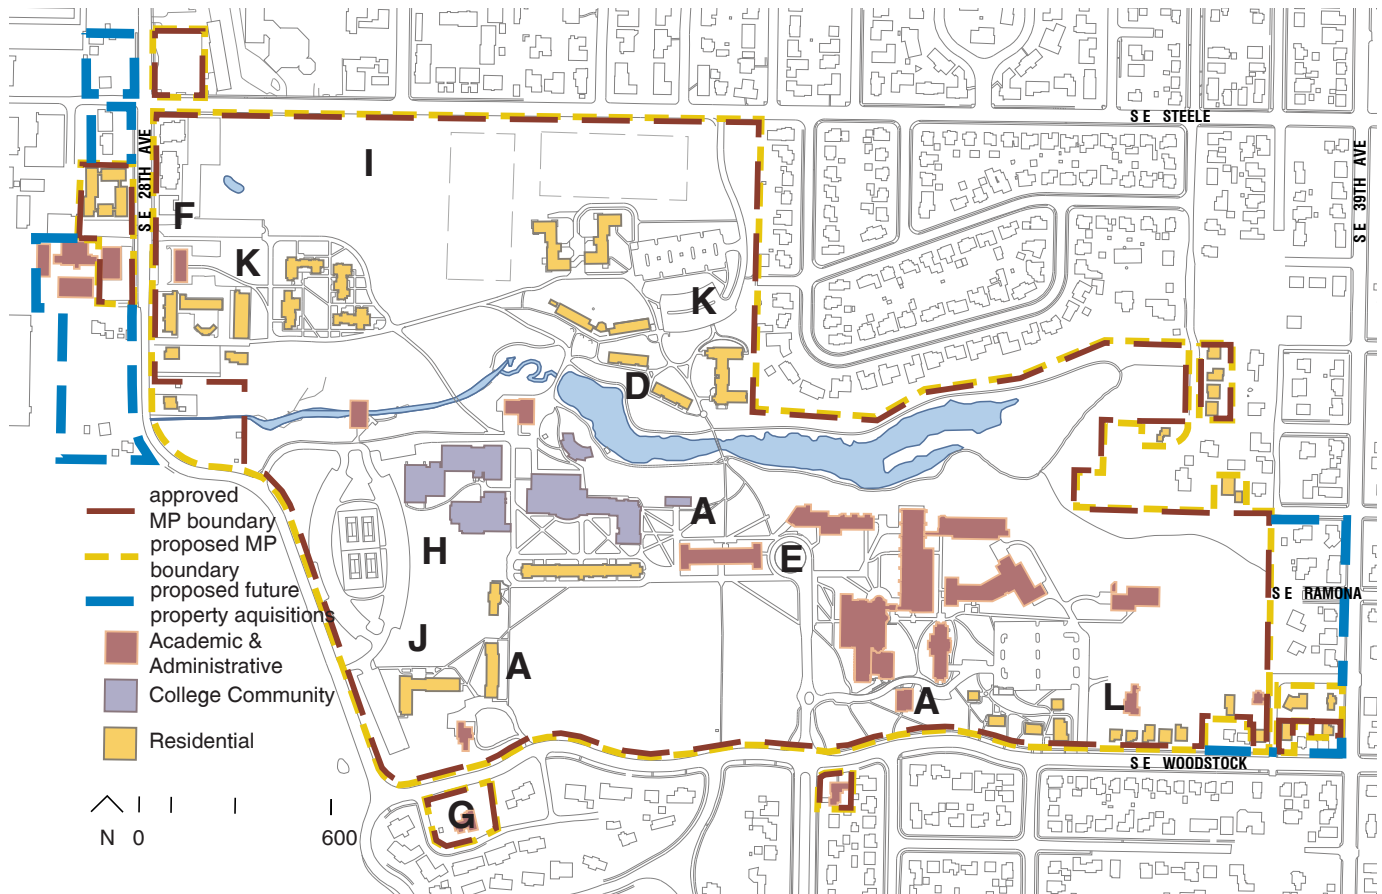 S E STEELE
S E 28TH AVE
S E 39TH AVE
I
F
K
K
D
A
H
E
J
A
A
L
G
approved
MP boundary
proposed MP
boundary
proposed future
property aquisitions
Academic &
Administrative
College Community
Residential
S E RAMONA
S E WOODSTOCK
N 0 600